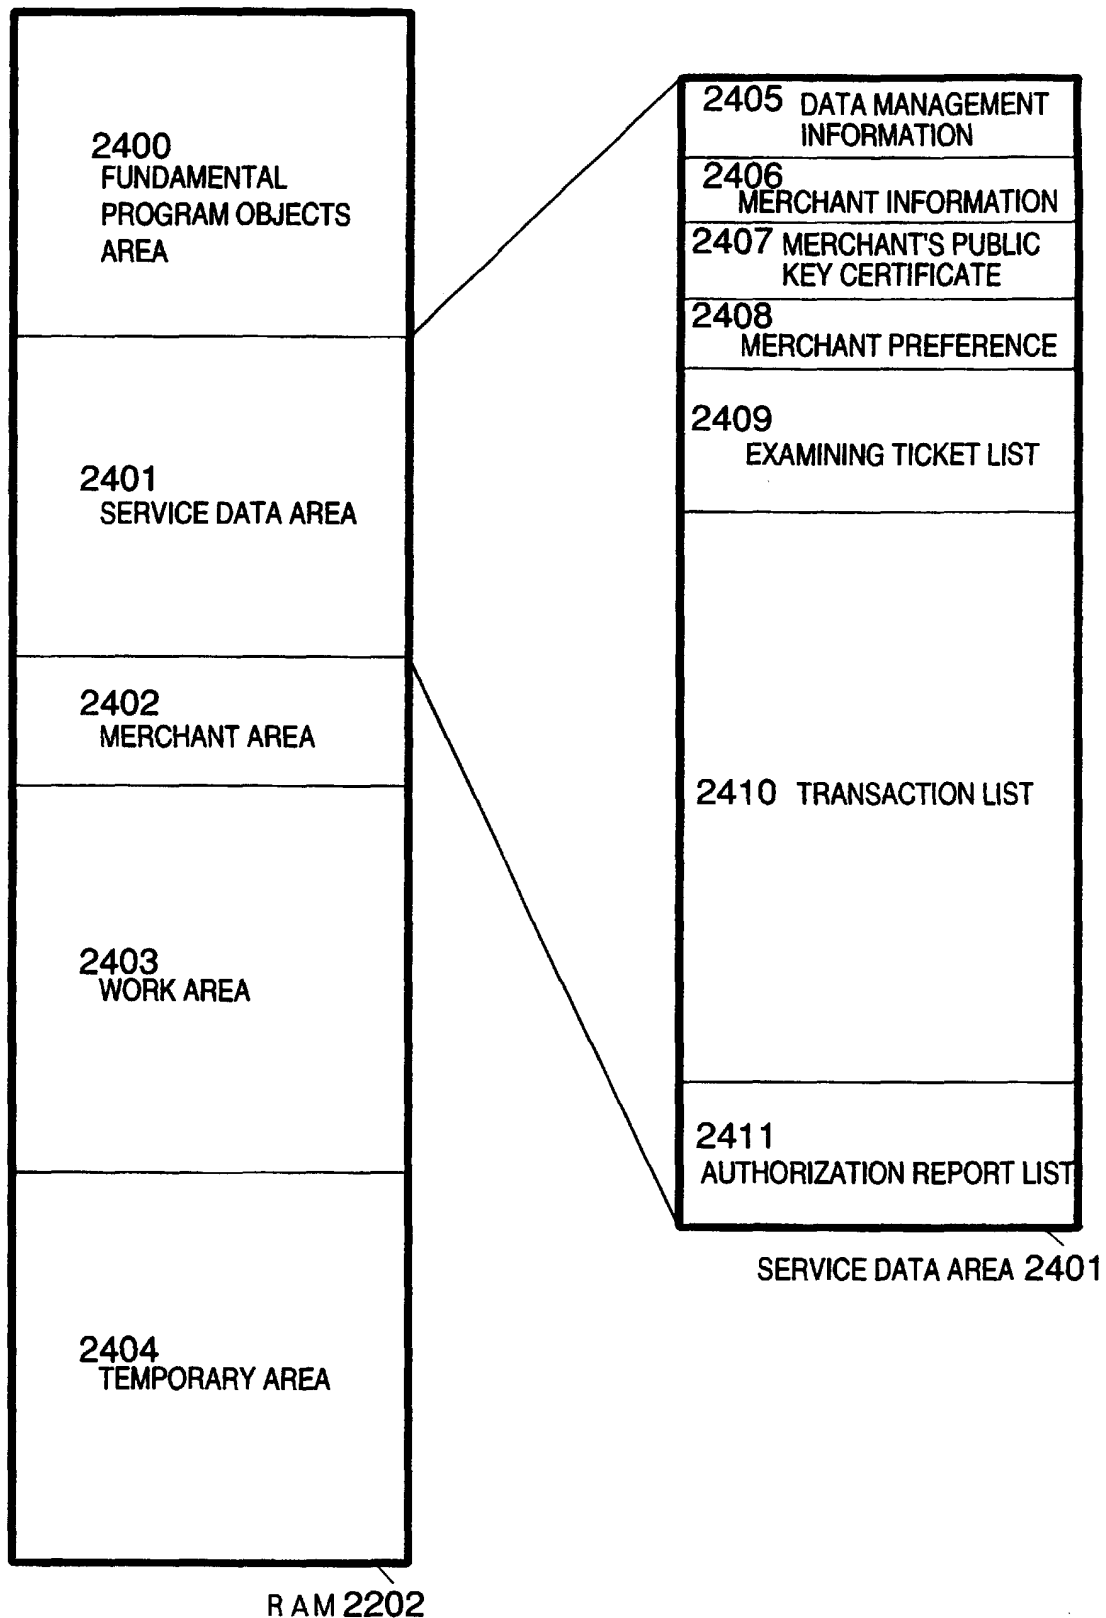 2400
FUNDAMENTAL
PROGRAM OBJECTS
AREA
2401
SERVICE DATA AREA
2402
MERCHANT AREA
2403
WORK AREA
2404
TEMPORARY AREA
RAM 2202
2405 DATA MANAGEMENT
INFORMATION
2406
MERCHANT INFORMATION
2407 MERCHANT'S PUBLIC
KEY CERTIFICATE
2408
MERCHANT PREFERENCE
2409
EXAMINING TICKET LIST
2410 TRANSACTION LIST
2411
AUTHORIZATION REPORT LIST
SERVICE DATA AREA 2401